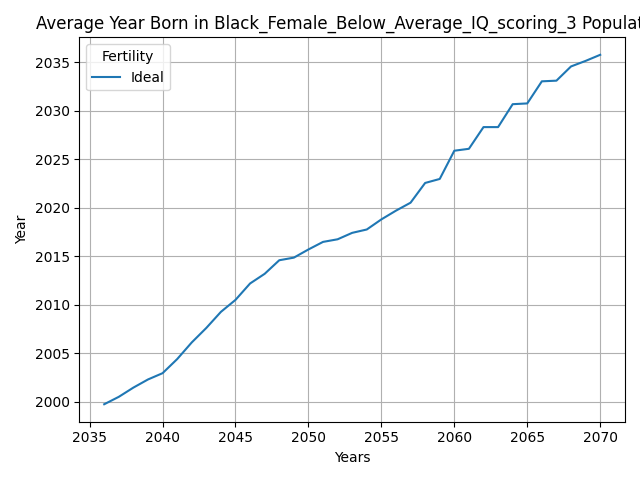 Average Year Born in Black_Female_Below_Average_IQ_scoring_3 Populat
Fertility
Ideal
Year
2035
2030
2025
2020
2015
2010
2005
2000
2035 2040 2045 2050 2055 2060 2065 2070
Years